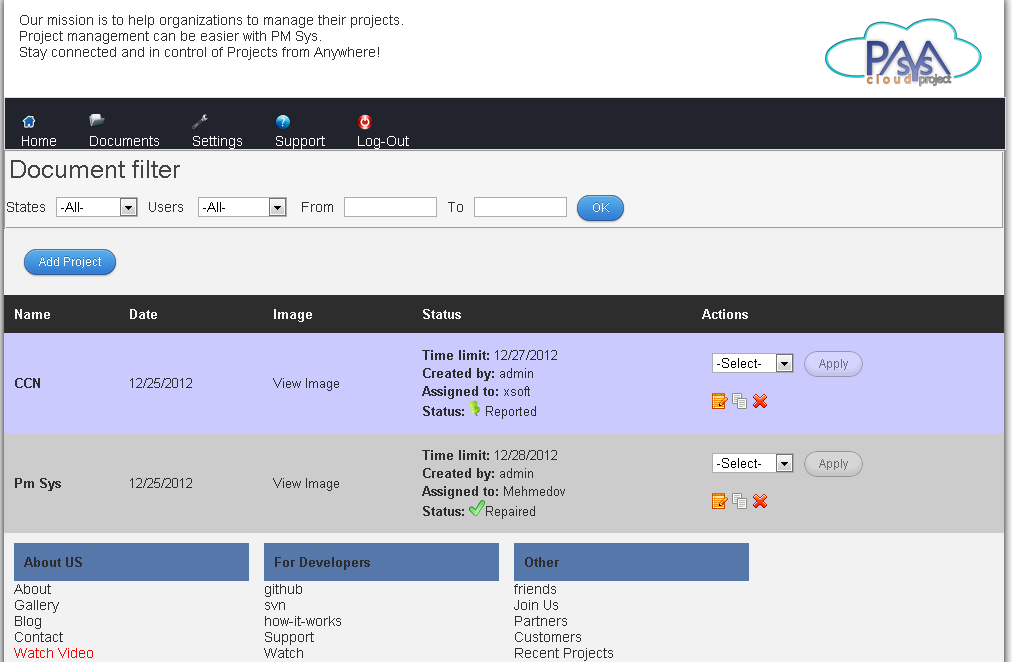 Our mission is to help organizations to manage their projects.
Project management can be easier with PM Sys.
Stay connected and in control of Projects from Anywhere!
PM SYS
cloud project
Home Documents Settings Support Log-Out
Document filter
States -All- Users -All- From To OK
Add Project
Name Date Image Status Actions
Time limit: 12/27/2012
Created by: admin
Assigned to: xsoft
Status: Reported
CCN 12/25/2012 View Image
-Select- Apply
Time limit: 12/28/2012
Created by: admin
Assigned to: Mehmedov
Status: Repaired
Pm Sys 12/25/2012 View Image
-Select- Apply
About US
About
Gallery
Blog
Contact
Watch Video
For Developers
github
svn
how-it-works
Support
Watch
Other
friends
Join Us
Partners
Customers
Recent Projects